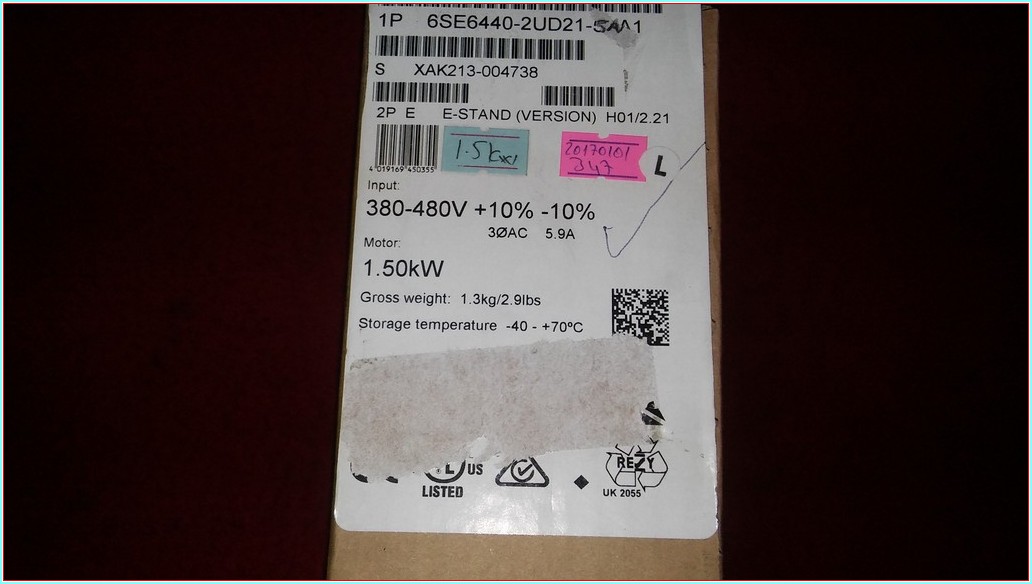 1P 6SE6440-2UD21-5AA1
S XAK213-004738
2P E E-STAND (VERSION) H01/2.21
1.5kw
20170101
347
L
4 019169 450355
Input:
380-480V +10% -10%
3ØAC 5.9A
Motor:
1.50kW
Gross weight: 1.3kg/2.9lbs
Storage temperature -40 - +70ºC
UL US
LISTED
REZY
UK 2055